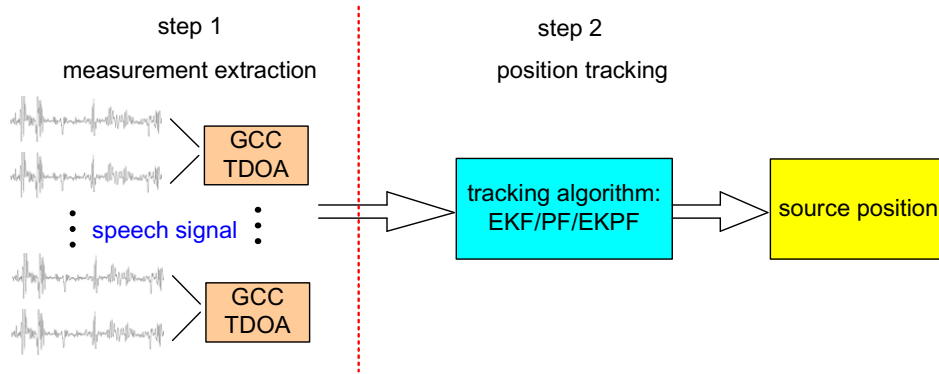 step 1
measurement extraction
GCC
TDOA
speech signal
GCC
TDOA
step 2
position tracking
tracking algorithm:
EKF/PF/EKPF
source position